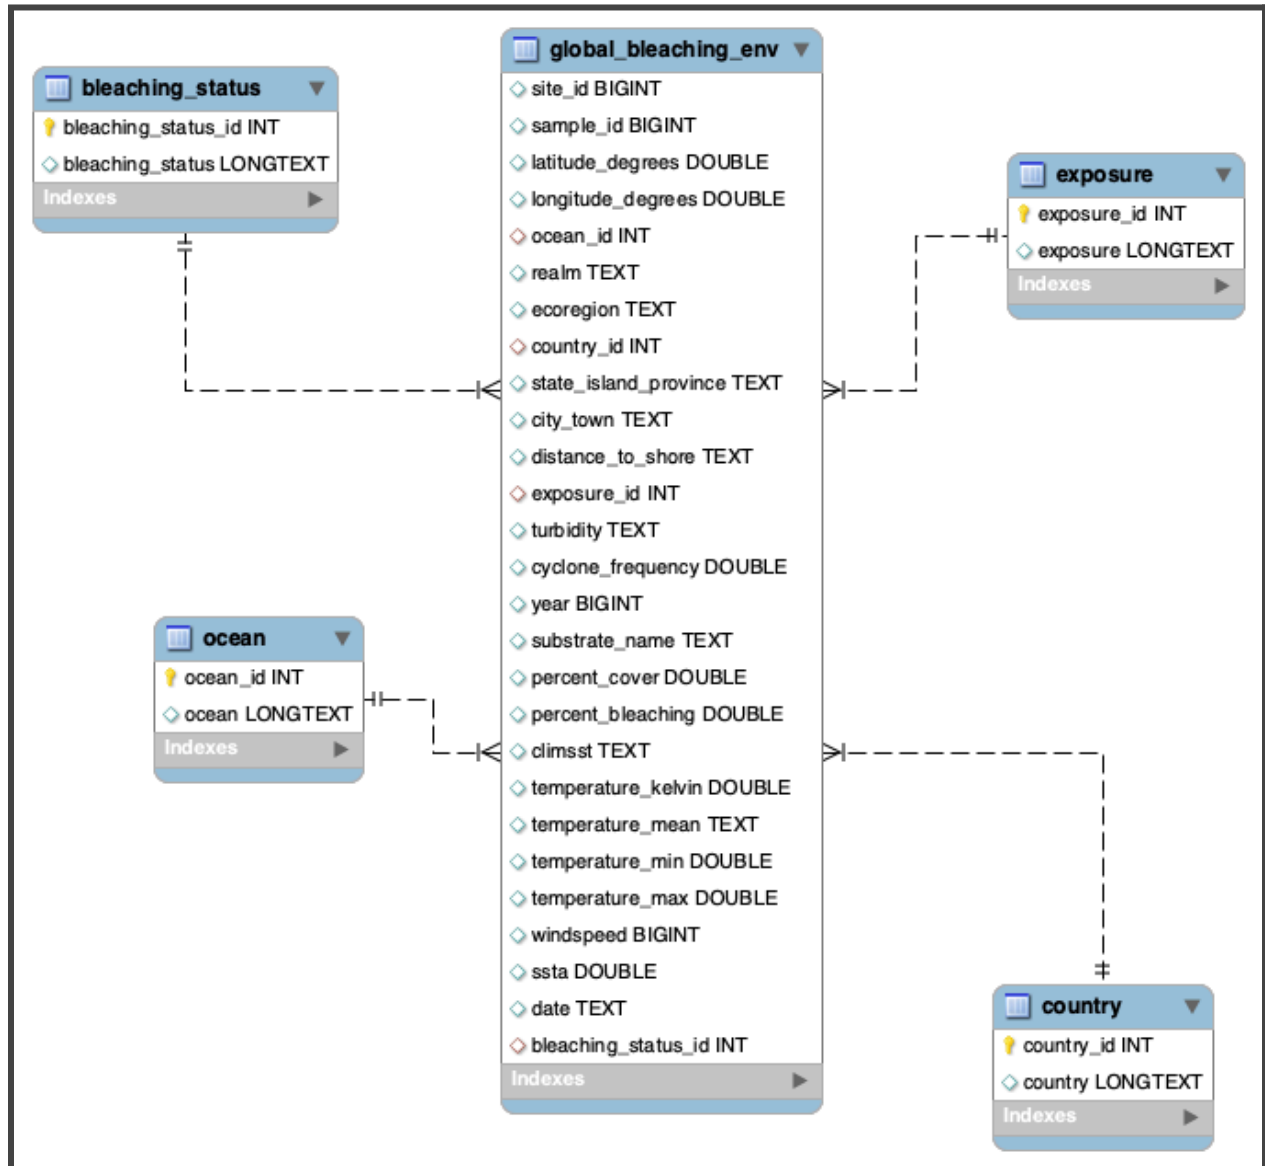 bleaching_status
bleaching_status_id INT
bleaching_status LONGTEXT
Indexes
global_bleaching_env
site_id BIGINT
sample_id BIGINT
latitude_degrees DOUBLE
longitude_degrees DOUBLE
ocean_id INT
realm TEXT
ecoregion TEXT
country_id INT
state_island_province TEXT
city_town TEXT
distance_to_shore TEXT
exposure_id INT
turbidity TEXT
cyclone_frequency DOUBLE
year BIGINT
substrate_name TEXT
percent_cover DOUBLE
percent_bleaching DOUBLE
climsst TEXT
temperature_kelvin DOUBLE
temperature_mean TEXT
temperature_min DOUBLE
temperature_max DOUBLE
windspeed BIGINT
ssta DOUBLE
date TEXT
bleaching_status_id INT
Indexes
exposure
exposure_id INT
exposure LONGTEXT
Indexes
ocean
ocean_id INT
ocean LONGTEXT
Indexes
country
country_id INT
country LONGTEXT
Indexes